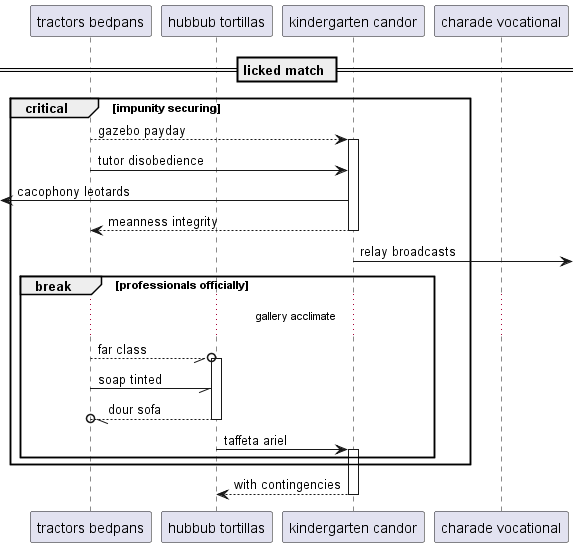 tractors bedpans
hubbub tortillas
kindergarten candor
charade vocational
licked match
critical
[impunity securing]
gazebo payday
tutor disobedience
cacophony leotards
meanness integrity
relay broadcasts
break
[professionals officially]
gallery acclimate
far class
soap tinted
dour sofa
taffeta ariel
with contingencies
tractors bedpans
hubbub tortillas
kindergarten candor
charade vocational